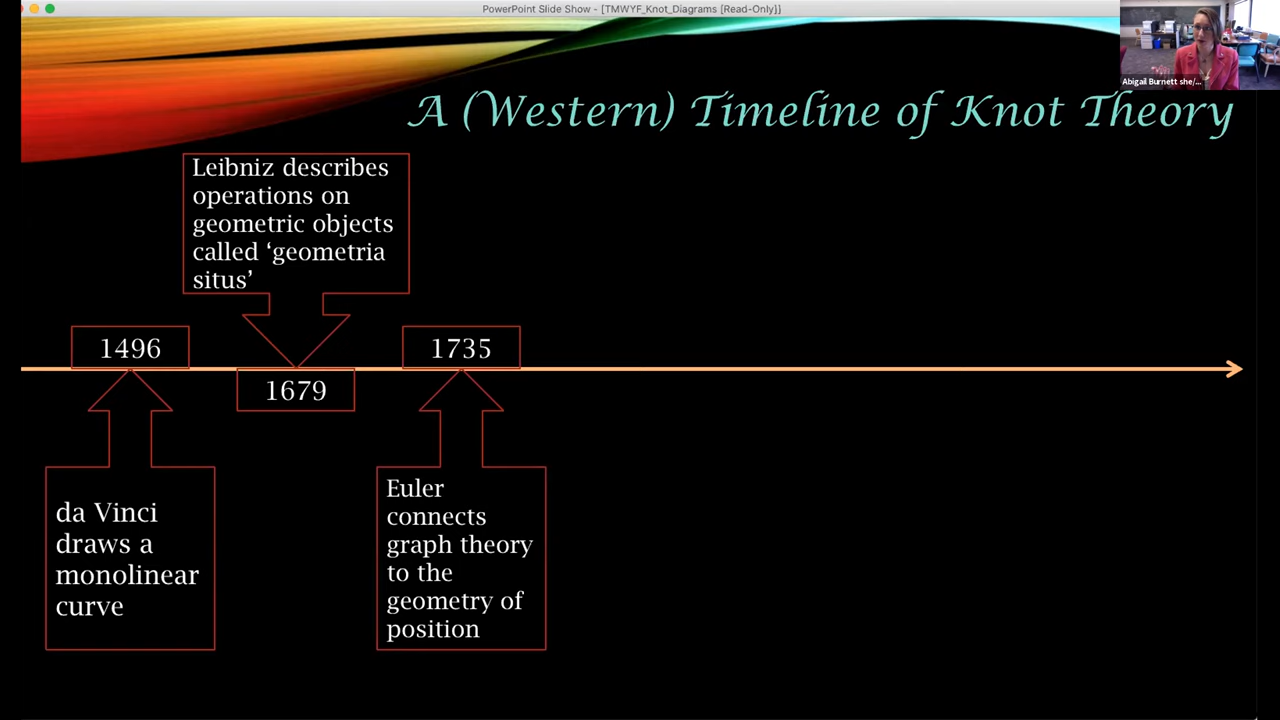 PowerPoint Slide Show - [TMWYF_Knot_Diagrams [Read-Only]]
Abigail Burnett she/...
A (Western) Timeline of Knot Theory
Leibniz describes
operations on
geometric objects
called ‘geometria
situs’
1496
1735
1679
da Vinci
draws a
monolinear
curve
Euler
connects
graph theory
to the
geometry of
position